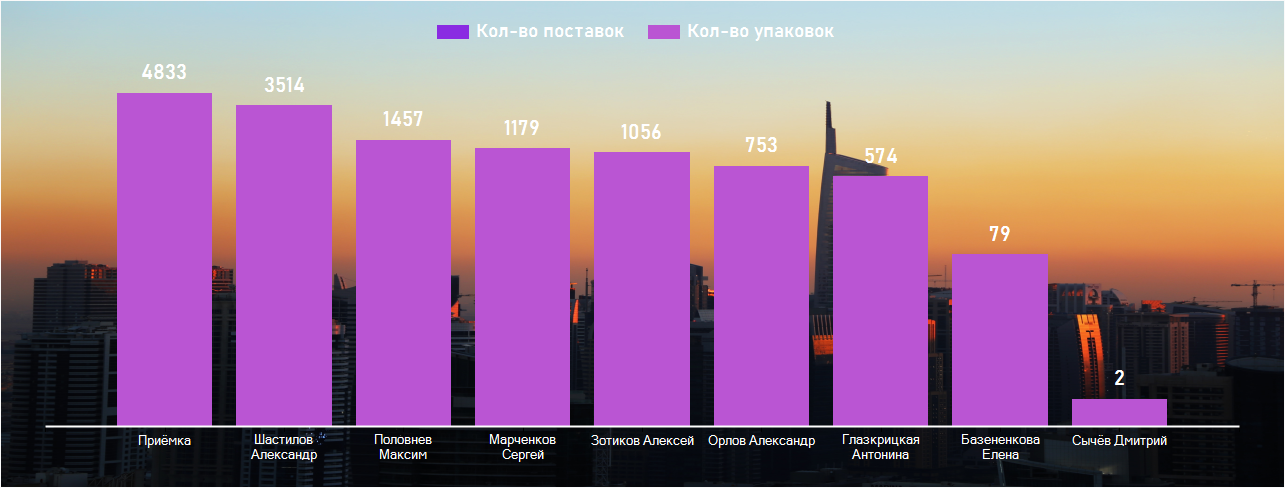 Кол-во поставок Кол-во упаковок
4833
3514
1457
1179
1056
753
574
79
2
Приёмка
Шастилов
Александр
Половнев
Максим
Марченков
Сергей
Зотиков Алексей
Орлов Александр
Глазкрицкая
Антонина
Базененкова
Елена
Сычёв Дмитрий